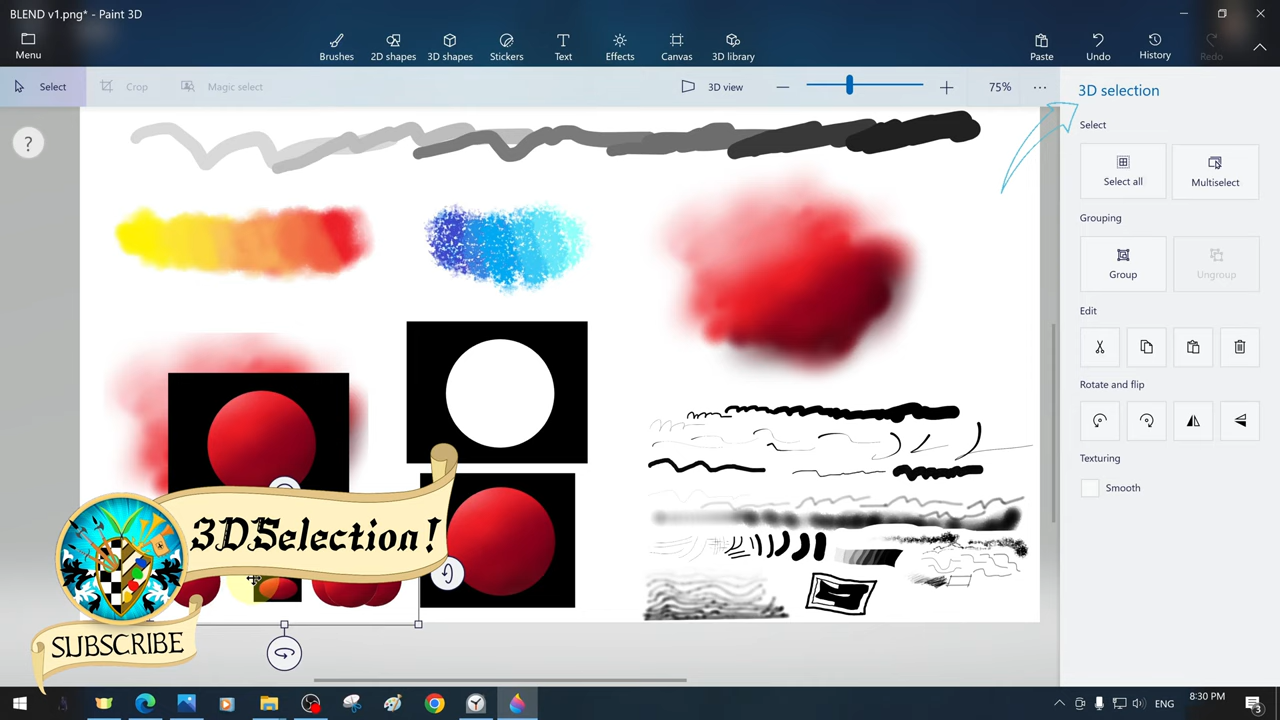 BLEND v1.png* - Paint 3D
Menu
Brushes
2D shapes
3D shapes
Stickers
Text
Effects
Canvas
3D library
Paste
Undo
History
Redo
Select
Crop
Magic select
3D view
75%
3D selection
?
Select
Select all
Multiselect
Grouping
Group
Ungroup
Edit
Rotate and flip
Texturing
Smooth
3DSelection!
SUBSCRIBE
ENG
8:30 PM
3